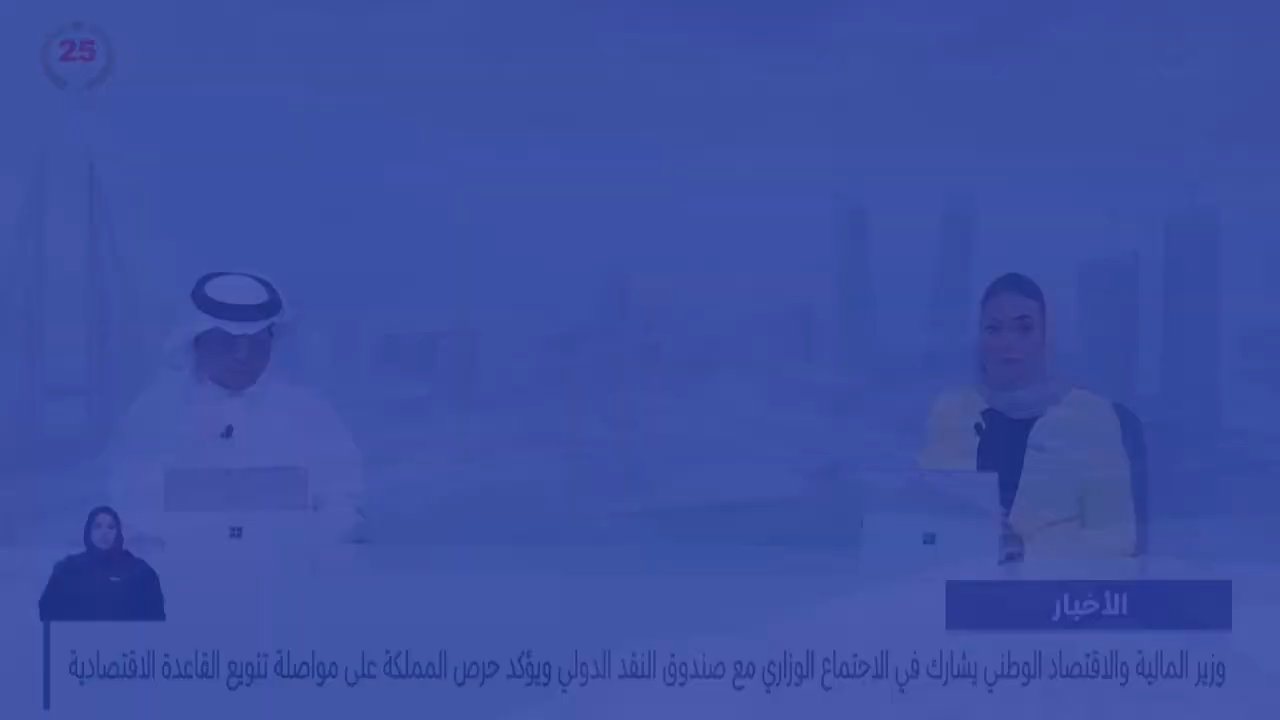 25
الأخبار
وزير المالية والاقتصاد الوطني يشارك في الاجتماع الوزاري مع صندوق النقد الدولي ويؤكد حرص المملكة على مواصلة تنويع القاعدة الاقتصادية